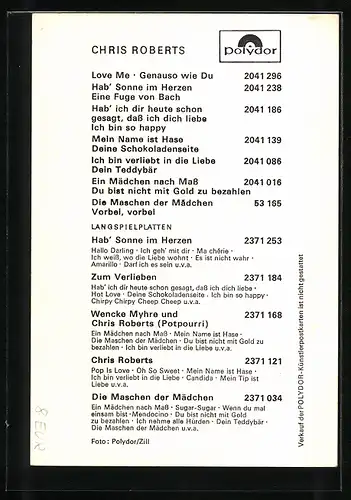 CHRIS ROBERTS
polydor
Love Me · Genauso wie Du 2041 296
Hab' Sonne im Herzen 2041 238
Eine Fuge von Bach
Hab' ich dir heute schon 2041 186
gesagt, daß ich dich liebe
Ich bin so happy
Mein Name ist Hase 2041 139
Deine Schokoladenseite
Ich bin verliebt in die Liebe 2041 086
Dein Teddybär
Ein Mädchen nach Maß 2041 016
Du bist nicht mit Gold zu bezahlen
Die Maschen der Mädchen 53 165
Vorbei, vorbei
LANGSPIELPLATTEN
Hab' Sonne im Herzen 2371 253
Hallo Darling · Ich geh' mit dir · Ma chérie ·
Ich weiß, wo die Liebe wohnt · Es ist nicht wahr ·
Amarillo · Darf ich es sein u.v.a.
Zum Verlieben 2371 184
Hab' ich dir heute schon gesagt, daß ich dich liebe ·
Hot Love · Deine Schokoladenseite · Ich bin so happy ·
Chirpy Chirpy Cheep Cheep u.v.a.
Wencke Myhre und 2371 168
Chris Roberts (Potpourri)
Ein Mädchen nach Maß · Mein Name ist Hase ·
Die Maschen der Mädchen · Du bist nicht mit Gold zu
bezahlen · Ich bin verliebt in die Liebe u.v.a.
Chris Roberts 2371 121
Pop Is Love · Oh So Sweet · Mein Name ist Hase ·
Ich bin verliebt in die Liebe · Candida · Mein Tip ist
Liebe u.v.a.
Die Maschen der Mädchen 2371 034
Ein Mädchen nach Maß · Sugar-Sugar · Wenn du mal
einsam bist · Mendocino · Du bist nicht mit Gold
zu bezahlen · Ich nehme alle Hürden · Dein Teddybär ·
Die Maschen der Mädchen u.v.a.
Foto: Polydor/Zill
Verkauf der POLYDOR-Künstlerpostkarten ist nicht gestattet